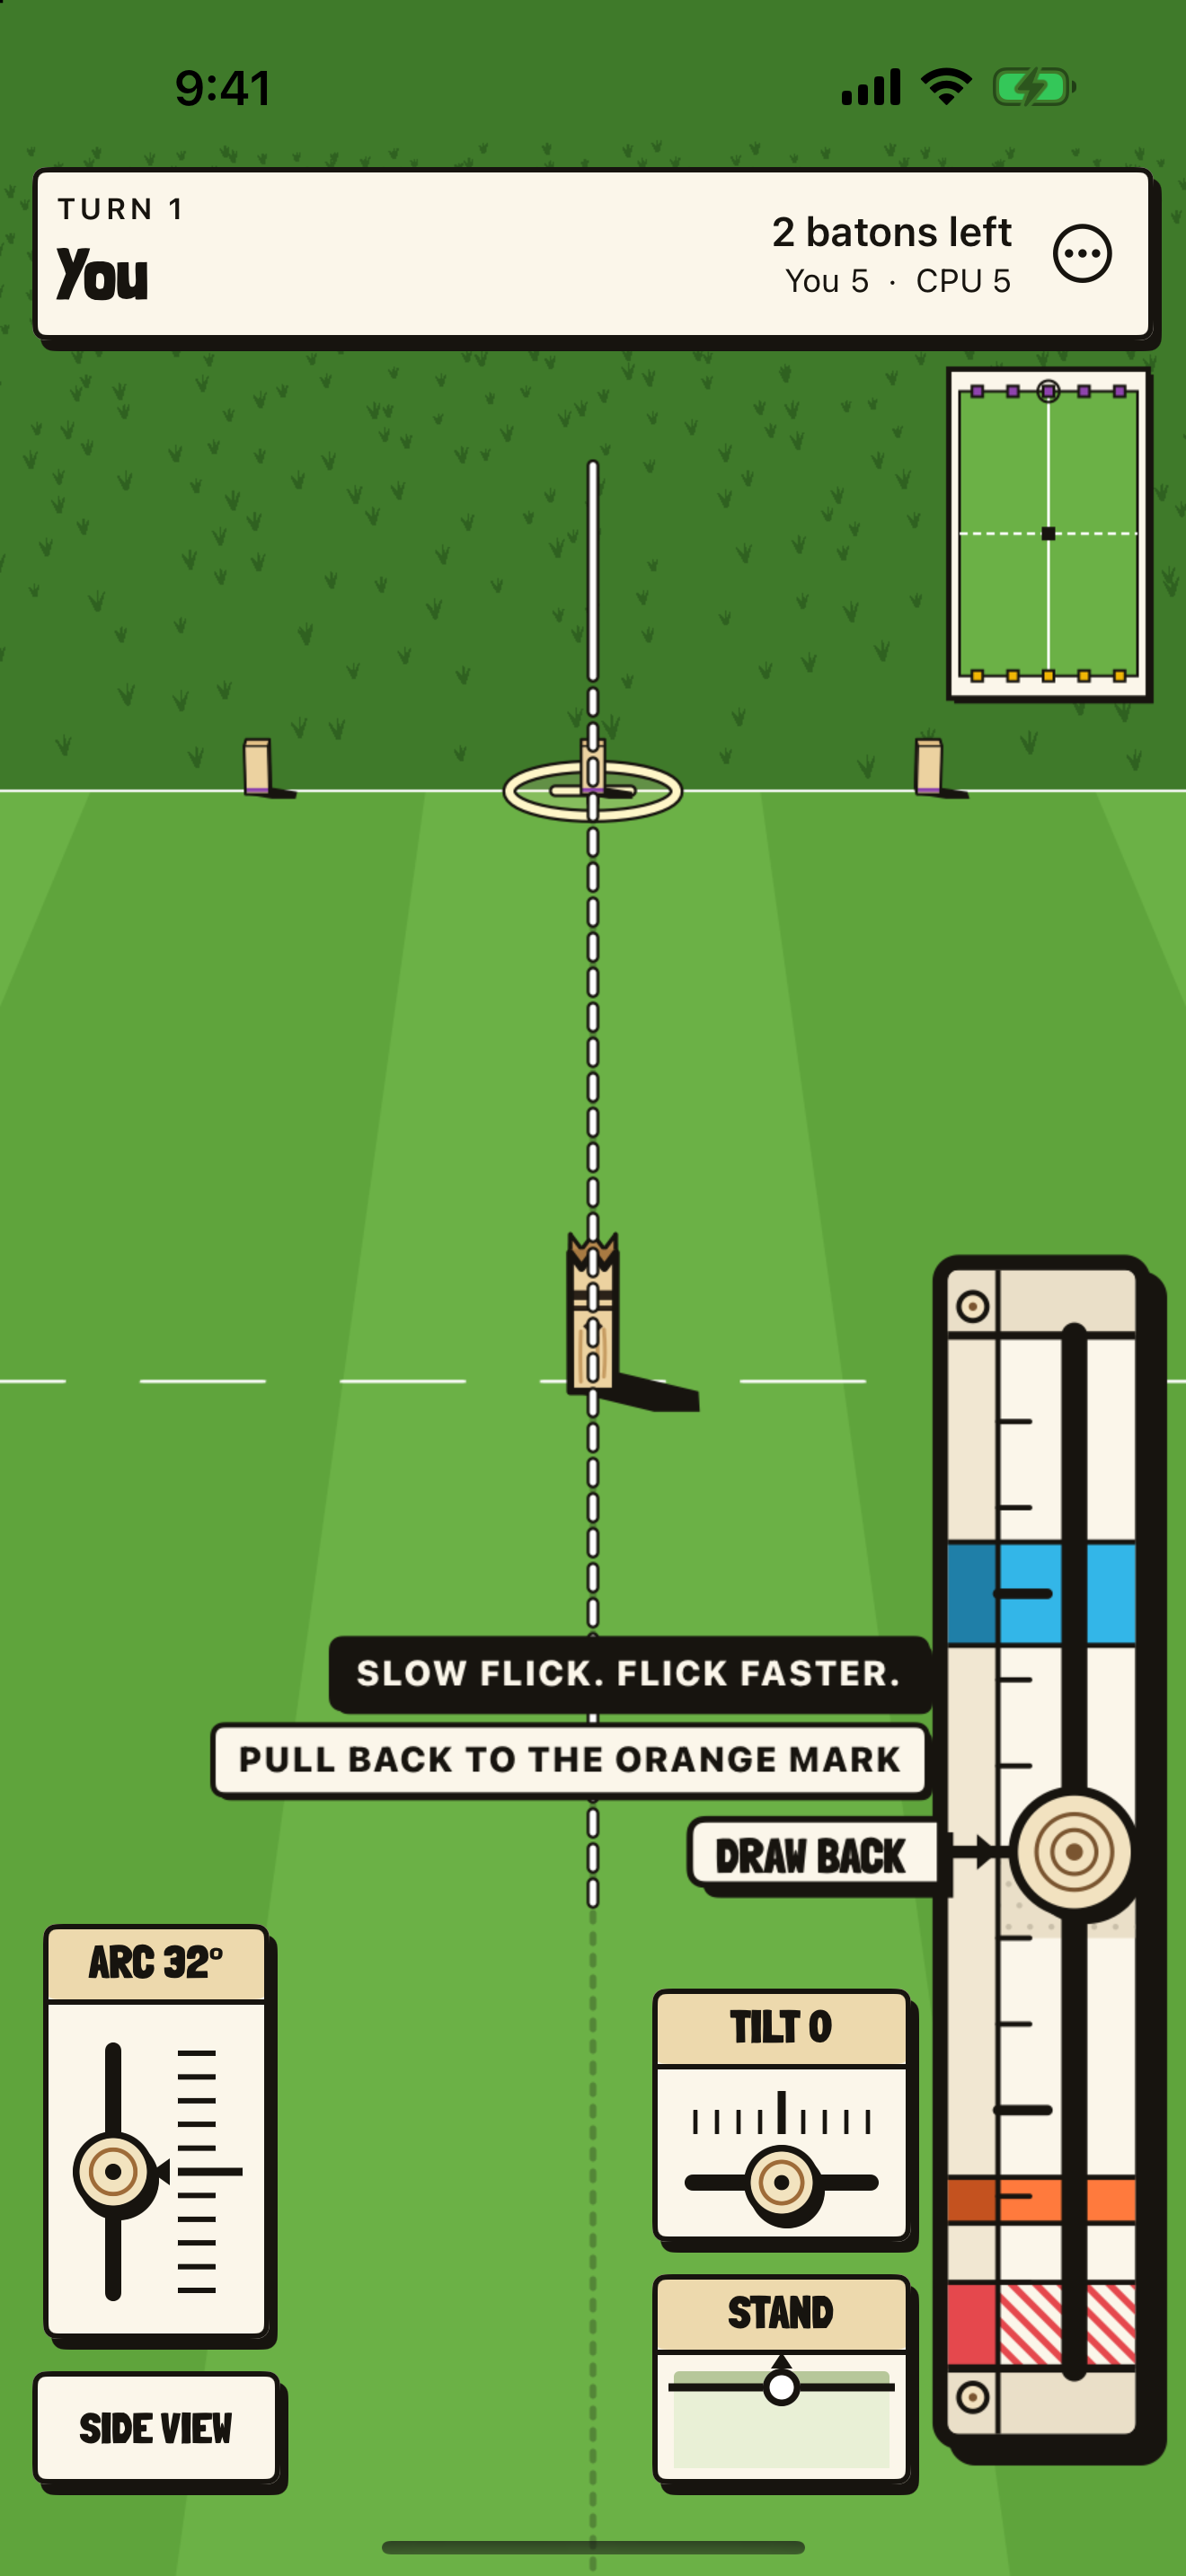 9:41
TURN 1
You
2 batons left
You 5 · CPU 5
SLOW FLICK. FLICK FASTER.
PULL BACK TO THE ORANGE MARK
DRAW BACK
ARC 32°
TILT 0
STAND
SIDE VIEW